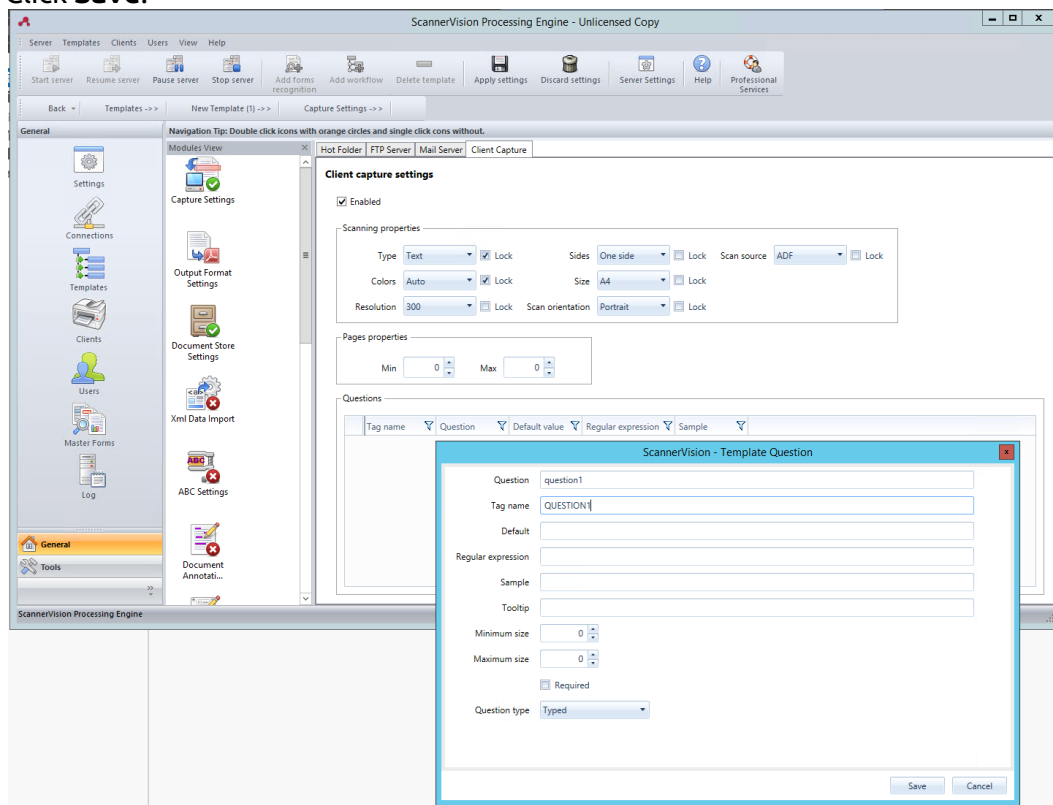 Click Save.
ScannerVision Processing Engine - Unlicensed Copy
Server Templates Clients Users View Help
Start server Resume server Pause server Stop server Add forms recognition Add workflow Delete template Apply settings Discard settings Server Settings Help Professional Services
Back Templates ->> New Template (1) ->> Capture Settings ->>
General
Navigation Tip: Double click icons with orange circles and single click cons without.
Modules View
Hot Folder FTP Server Mail Server Client Capture
Settings
Connections
Templates
Clients
Users
Master Forms
Log
General
Tools
Capture Settings
Output Format
Settings
Document Store
Settings
Xml Data Import
ABC
ABC Settings
Document
Annotati...
Client capture settings
Enabled
Scanning properties
Type Text Lock Sides One side Lock Scan source ADF Lock
Colors Auto Lock Size A4 Lock
Resolution 300 Lock Scan orientation Portrait Lock
Pages properties
Min 0 Max 0
Questions
Tag name Question Default value Regular expression Sample
ScannerVision - Template Question
Question question1
Tag name QUESTION1
Default
Regular expression
Sample
Tooltip
Minimum size 0
Maximum size 0
Required
Question type Typed
Save Cancel
ScannerVision Processing Engine